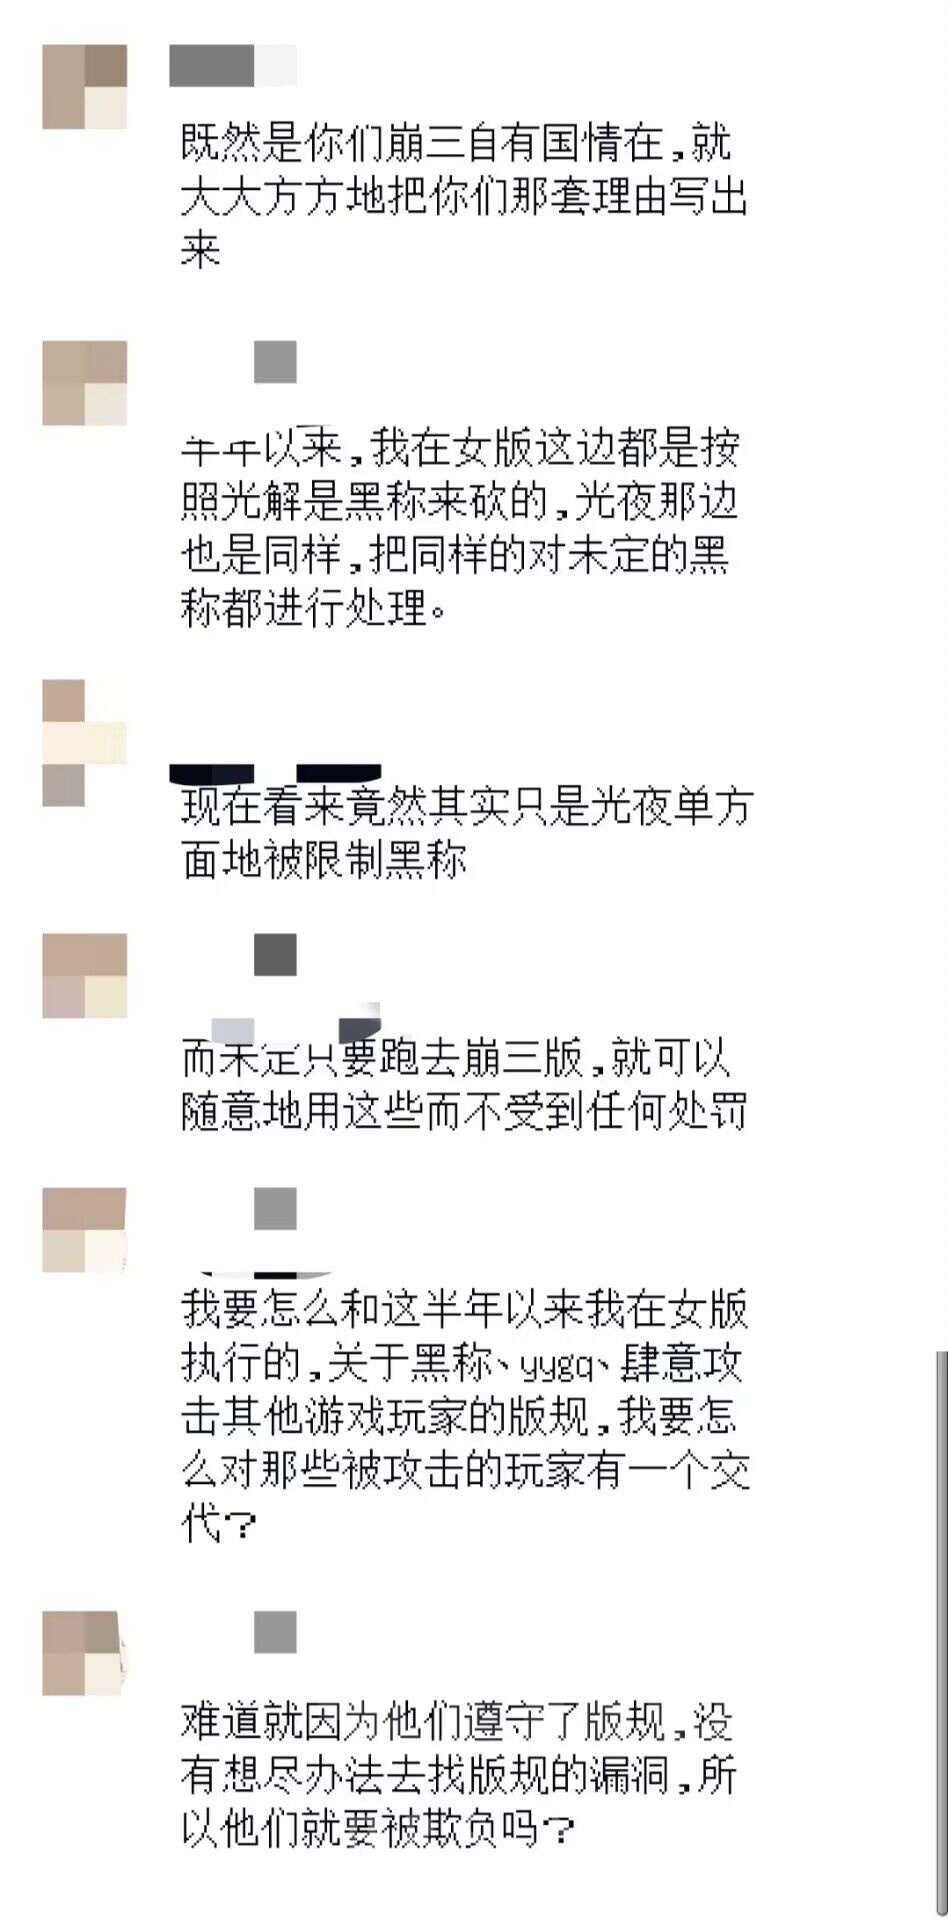 既然是你们崩三自有国情在,就
大大方方地把你们那套理由写出
来
年以来,我在女版这边都是按
照光解是黑称来砍的,光夜那边
也是同样,把同样的对未定的黑
称都进行处理。
现在看来竟然其实只是光夜单方
面地被限制黑称
而未定只要跑去崩三版,就可以
随意地用这些而不受到任何处罚
我要怎么和这半年以来我在女版
执行的,关于黑称、yygq、肆意攻
击其他游戏玩家的版规,我要怎
么对那些被攻击的玩家有一个交
代?
难道就因为他们遵守了版规,没
有想尽办法去找版规的漏洞,所
以他们就要被欺负吗?